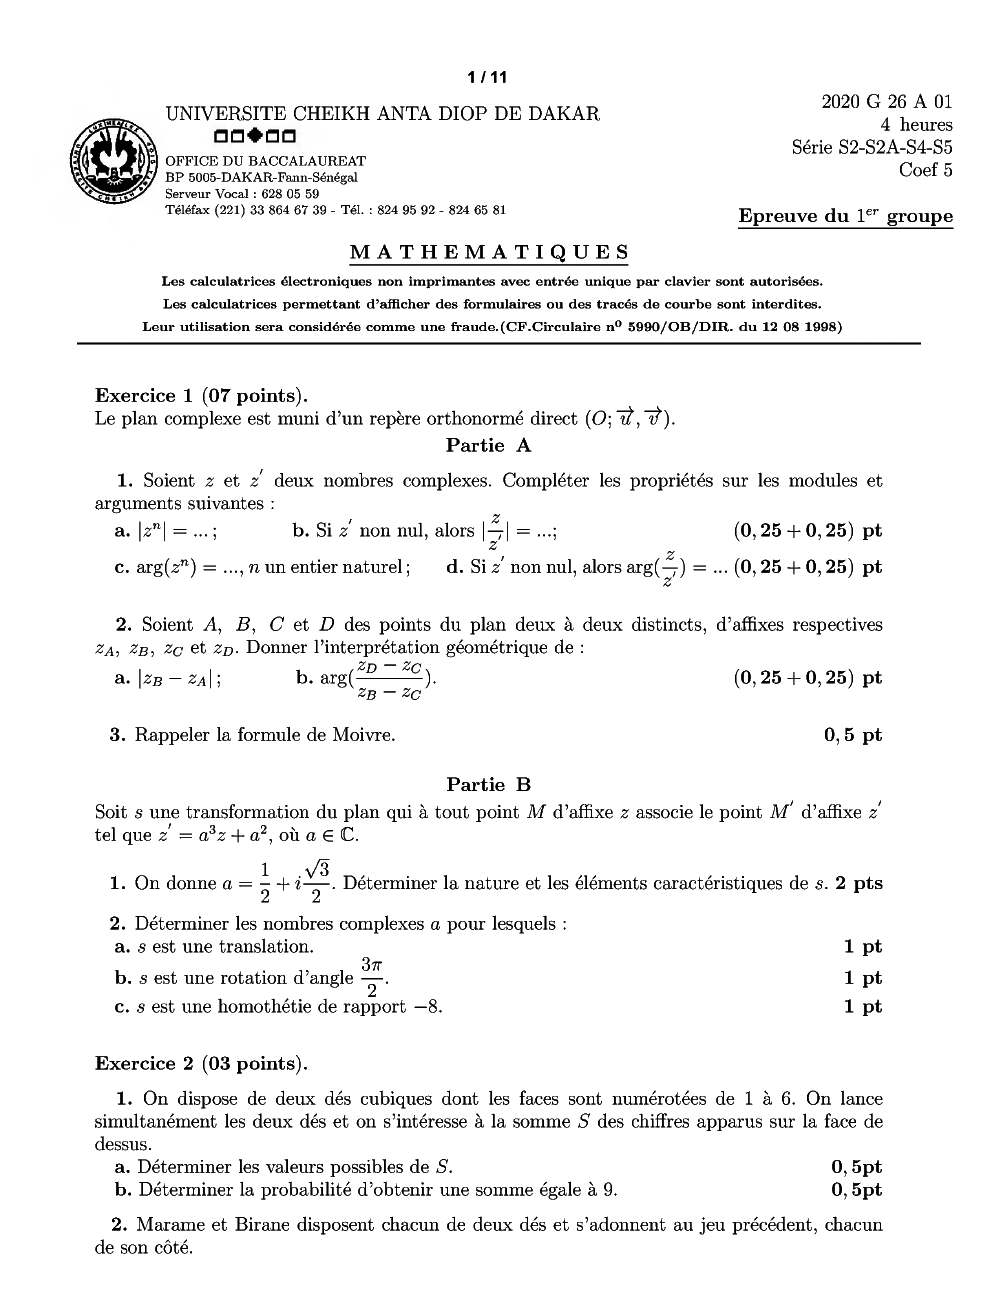 1 / 11
UNIVERSITE CHEIKH ANTA DIOP DE DAKAR
OFFICE DU BACCALAUREAT
BP 5005-DAKAR-Fann-Sénégal
Serveur Vocal : 628 05 59
Téléfax (221) 33 864 67 39 - Tél. : 824 95 92 - 824 65 81
2020 G 26 A 01
4 heures
Série S2-S2A-S4-S5
Coef 5
Epreuve du 1er groupe
M A T H E M A T I Q U E S
Les calculatrices électroniques non imprimantes avec entrée unique par clavier sont autorisées.
Les calculatrices permettant d'afficher des formulaires ou des tracés de courbe sont interdites.
Leur utilisation sera considérée comme une fraude.(CF.Circulaire nº 5990/OB/DIR. du 12 08 1998)
Exercice 1 (07 points).
Le plan complexe est muni d'un repère orthonormé direct (O; u⃗, v⃗).
Partie A
1. Soient z et z′ deux nombres complexes. Compléter les propriétés sur les modules et
arguments suivantes :
a. |zⁿ| = ... ; b. Si z′ non nul, alors |z/z′| = ...; (0, 25 + 0, 25) pt
c. arg(zⁿ) = ..., n un entier naturel ; d. Si z′ non nul, alors arg(z/z′) = ... (0, 25 + 0, 25) pt
2. Soient A, B, C et D des points du plan deux à deux distincts, d'affixes respectives
z_A, z_B, z_C et z_D. Donner l'interprétation géométrique de :
a. |z_B − z_A| ; b. arg((z_D − z_C)/(z_B − z_C)). (0, 25 + 0, 25) pt
3. Rappeler la formule de Moivre. 0, 5 pt
Partie B
Soit s une transformation du plan qui à tout point M d'affixe z associe le point M′ d'affixe z′
tel que z′ = a³z + a², où a ∈ ℂ.
1. On donne a = 1/2 + i√3/2. Déterminer la nature et les éléments caractéristiques de s. 2 pts
2. Déterminer les nombres complexes a pour lesquels :
a. s est une translation. 1 pt
b. s est une rotation d'angle 3π/2. 1 pt
c. s est une homothétie de rapport −8. 1 pt
Exercice 2 (03 points).
1. On dispose de deux dés cubiques dont les faces sont numérotées de 1 à 6. On lance
simultanément les deux dés et on s'intéresse à la somme S des chiffres apparus sur la face de
dessus.
a. Déterminer les valeurs possibles de S. 0, 5pt
b. Déterminer la probabilité d'obtenir une somme égale à 9. 0, 5pt
2. Marame et Birane disposent chacun de deux dés et s'adonnent au jeu précédent, chacun
de son côté.